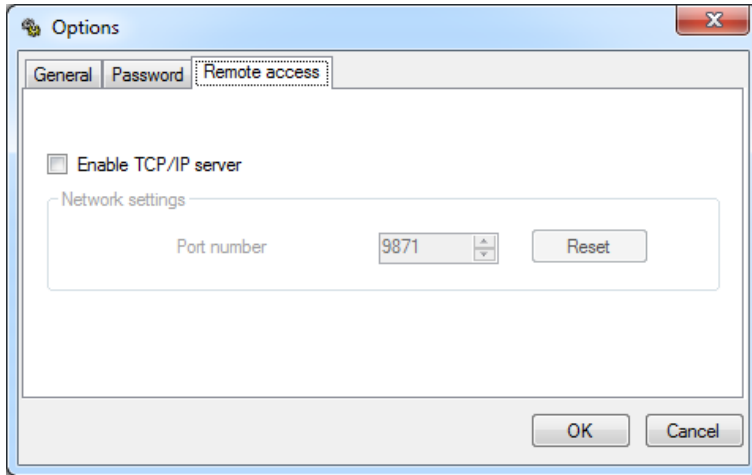 Options
General Password Remote access
Enable TCP/IP server
Network settings
Port number 9871 Reset
OK Cancel